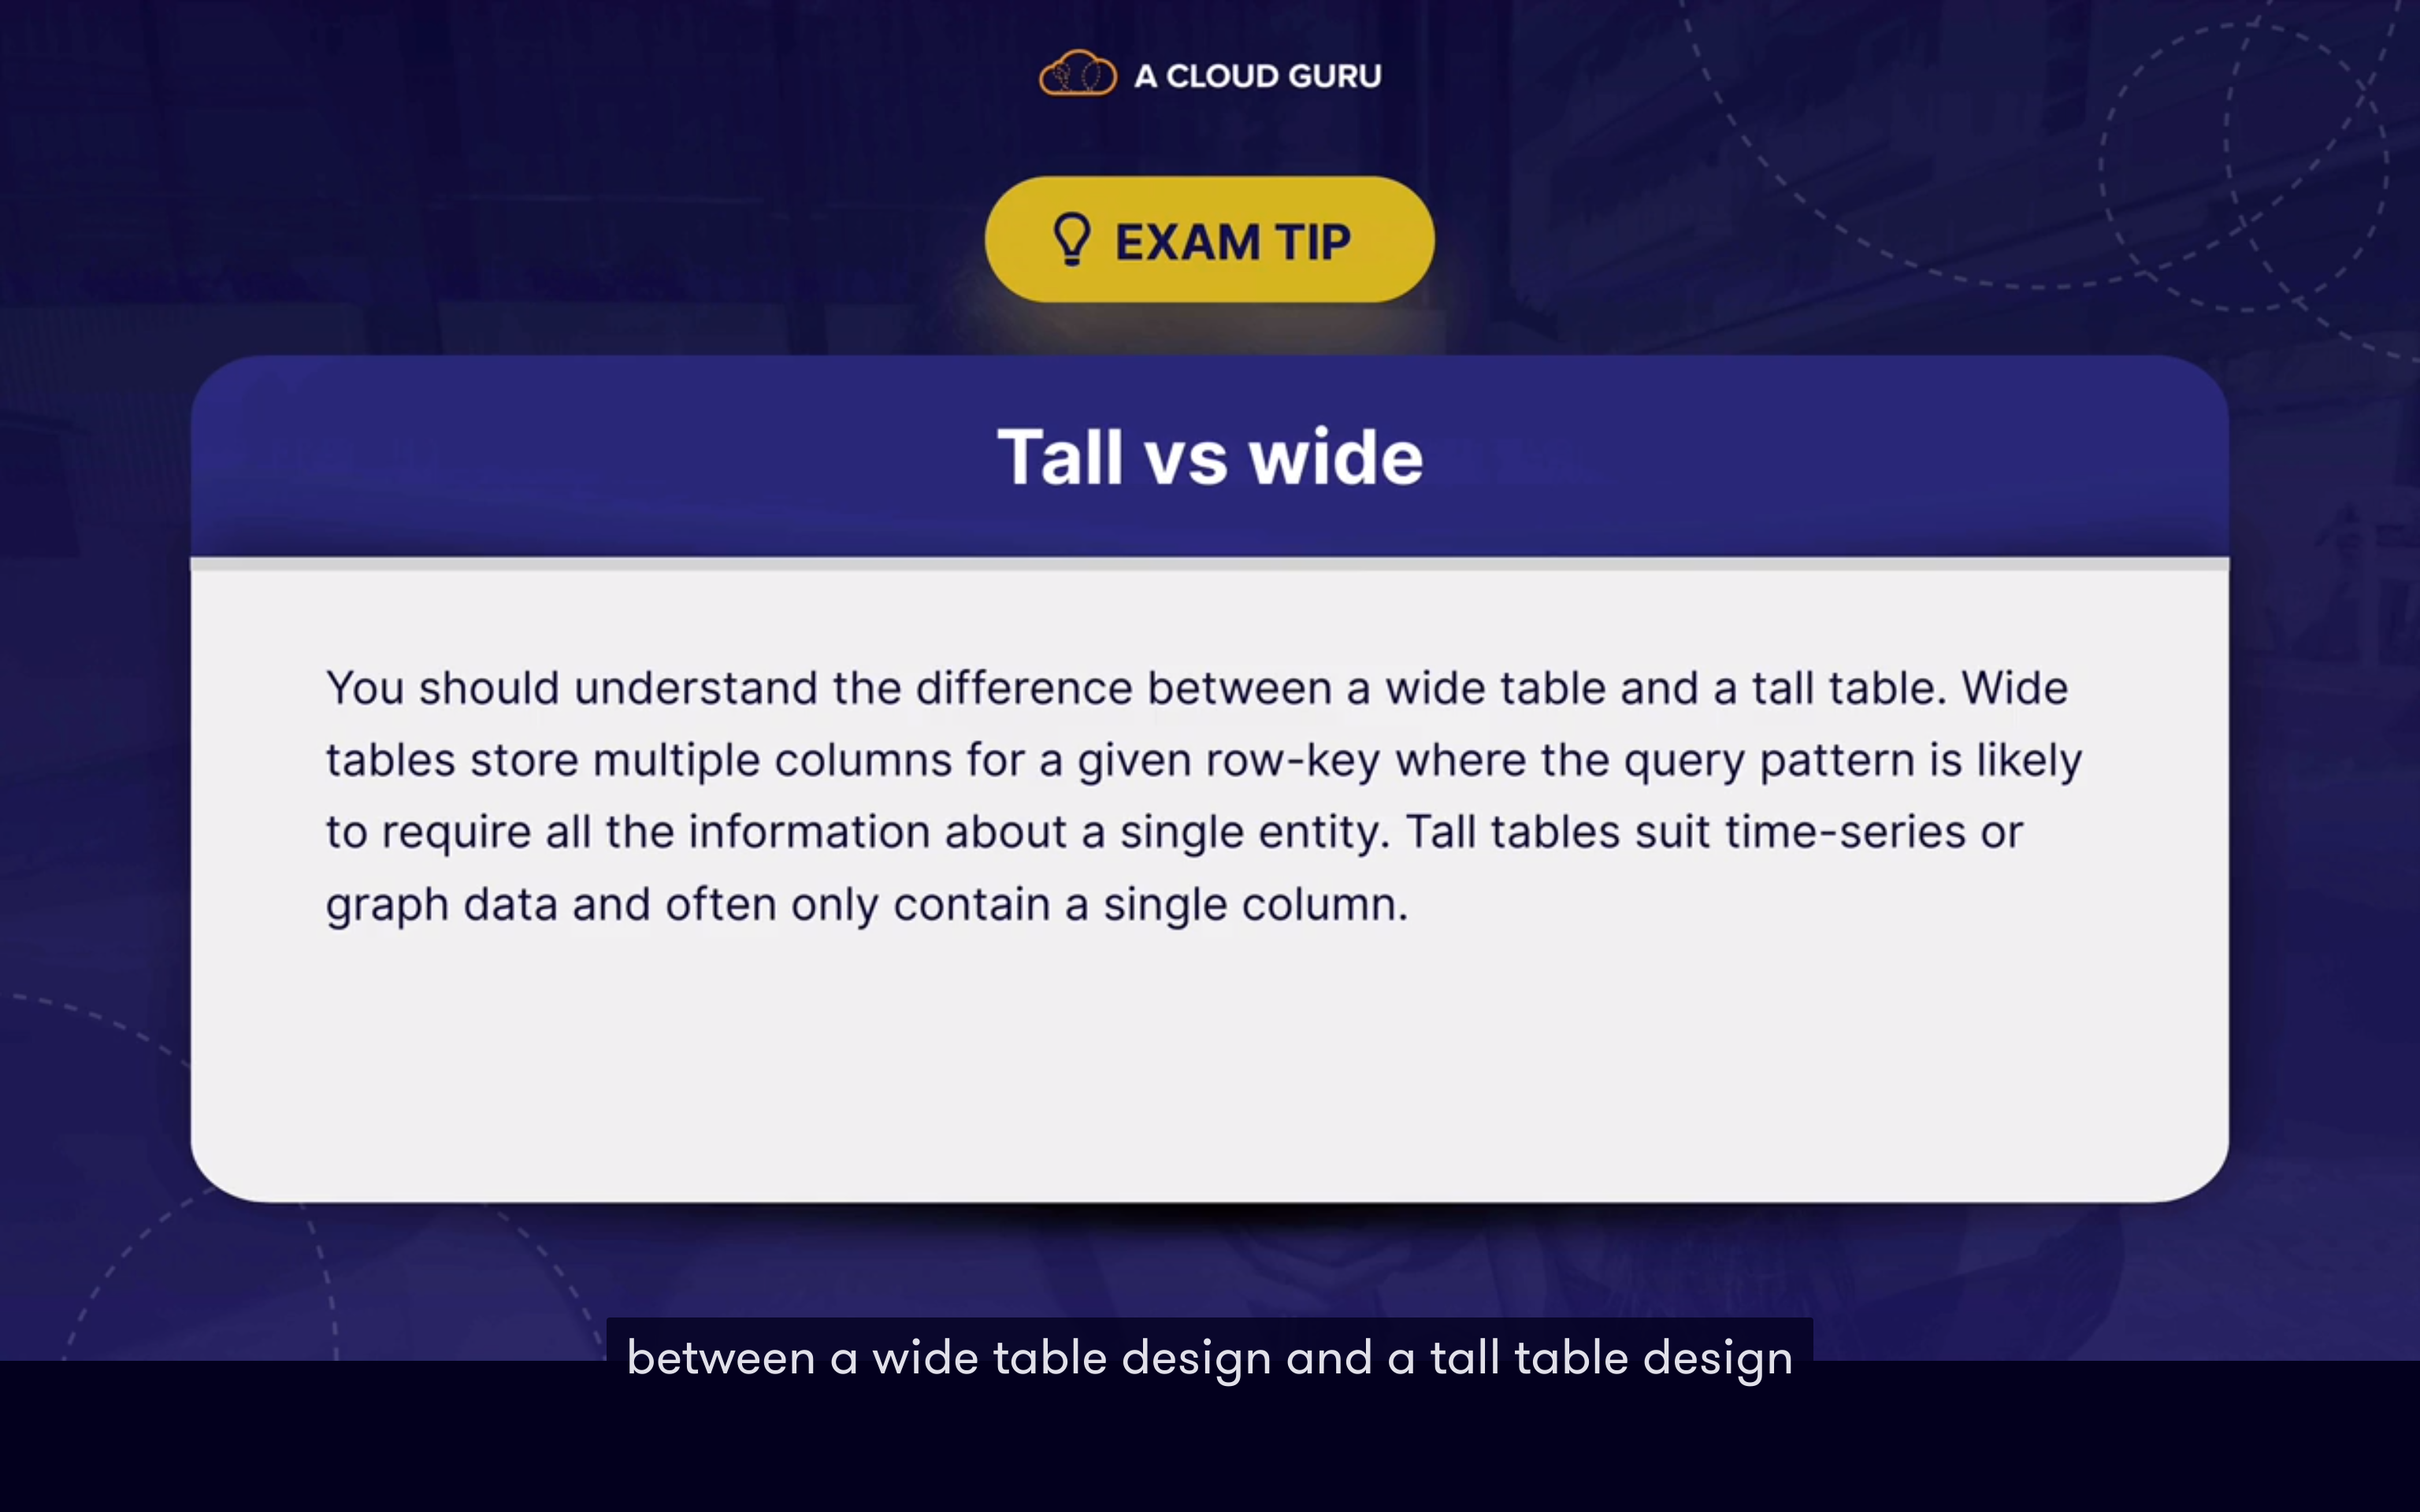 A CLOUD GURU
EXAM TIP
Tall vs wide
You should understand the difference between a wide table and a tall table. Wide
tables store multiple columns for a given row-key where the query pattern is likely
to require all the information about a single entity. Tall tables suit time-series or
graph data and often only contain a single column.
between a wide table design and a tall table design